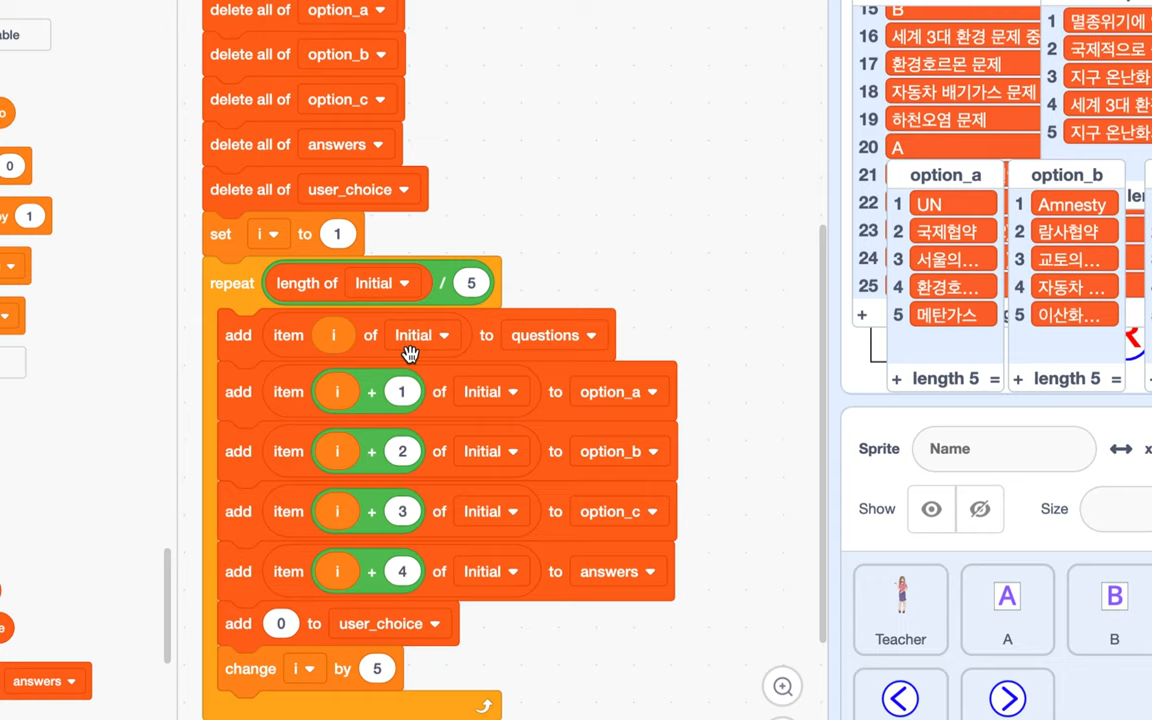 able
delete all of option_a
delete all of option_b
delete all of option_c
delete all of answers
delete all of user_choice
set i to 1
repeat length of Initial / 5
add item i of Initial to questions
add item i + 1 of Initial to option_a
add item i + 2 of Initial to option_b
add item i + 3 of Initial to option_c
add item i + 4 of Initial to answers
add 0 to user_choice
change i by 5
0
y 1
answers
15 B
16 세계 3대 환경 문제 중
17 환경호르몬 문제
18 자동차 배기가스 문제
19 하천오염 문제
20 A
21
22
23
24
25
+
1 멸종위기에
2 국제적으로
3 지구 온난화
4 세계 3대 환
5 지구 온난화
option_a
1 UN
2 국제협약
3 서울의...
4 환경호...
5 메탄가스
+ length 5 =
option_b
1 Amnesty
2 람사협약
3 교토의...
4 자동차 ...
5 이산화...
+ length 5 =
Sprite Name x
Show Size
Teacher
A
A
B
B